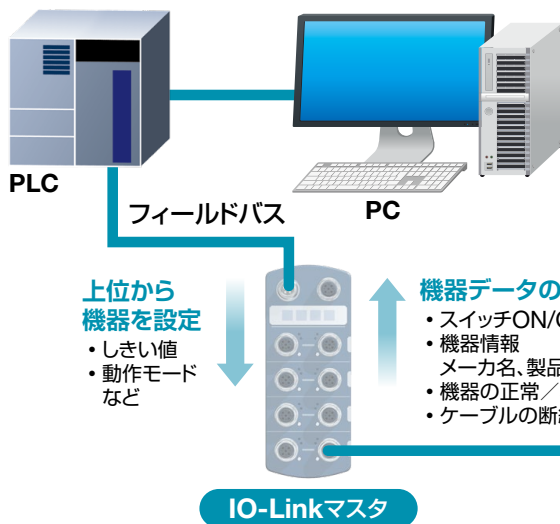 PLC
PC
フィールドバス
上位から
機器を設定
・しきい値
・動作モード
など
機器データの
・スイッチON/
・機器情報
メーカ名、製品
・機器の正常／
・ケーブルの断
IO-Linkマスタ